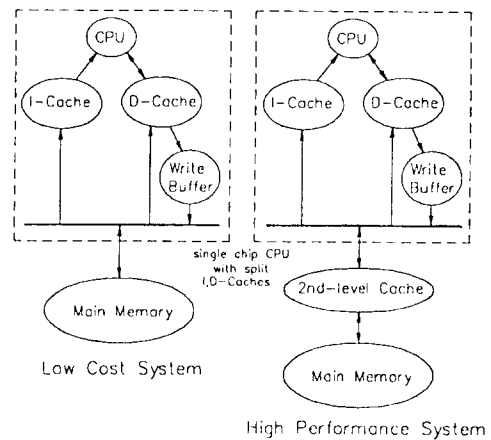 CPU
I-Cache
D-Cache
Write
Buffer
Main Memory
Low Cost System
single chip CPU
with split
I,D-Caches
CPU
I-Cache
D-Cache
Write
Buffer
2nd-level Cache
Main Memory
High Performance System